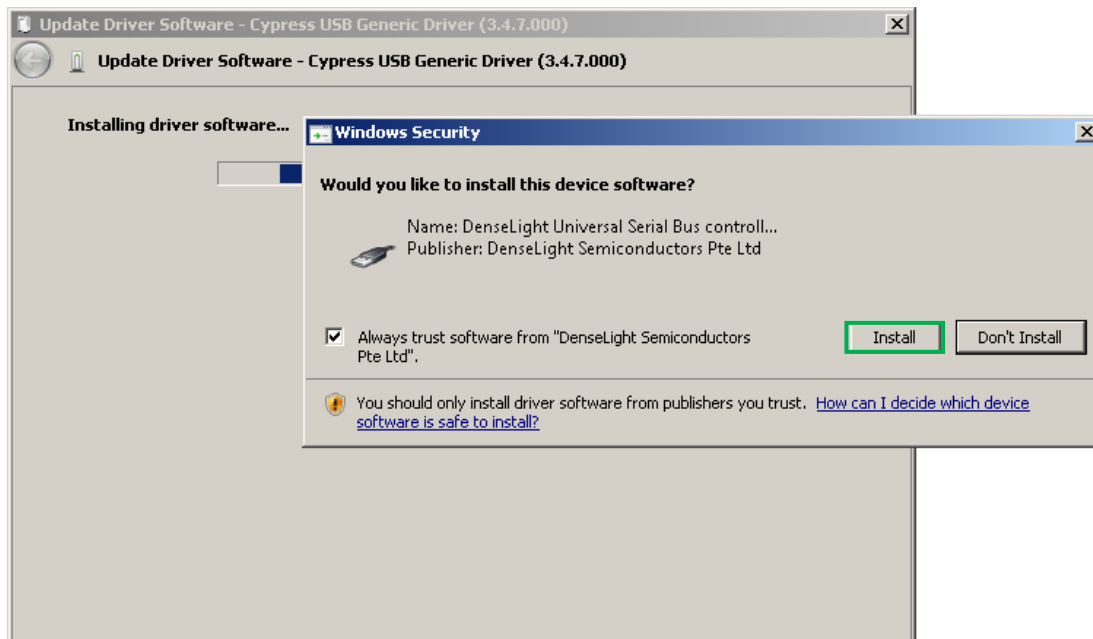 Update Driver Software - Cypress USB Generic Driver (3.4.7.000)
Update Driver Software - Cypress USB Generic Driver (3.4.7.000)
Installing driver software...
Windows Security
Would you like to install this device software?
Name: DenseLight Universal Serial Bus controll...
Publisher: DenseLight Semiconductors Pte Ltd
Always trust software from "DenseLight Semiconductors
Pte Ltd".
Install
Don't Install
You should only install driver software from publishers you trust. How can I decide which device
software is safe to install?